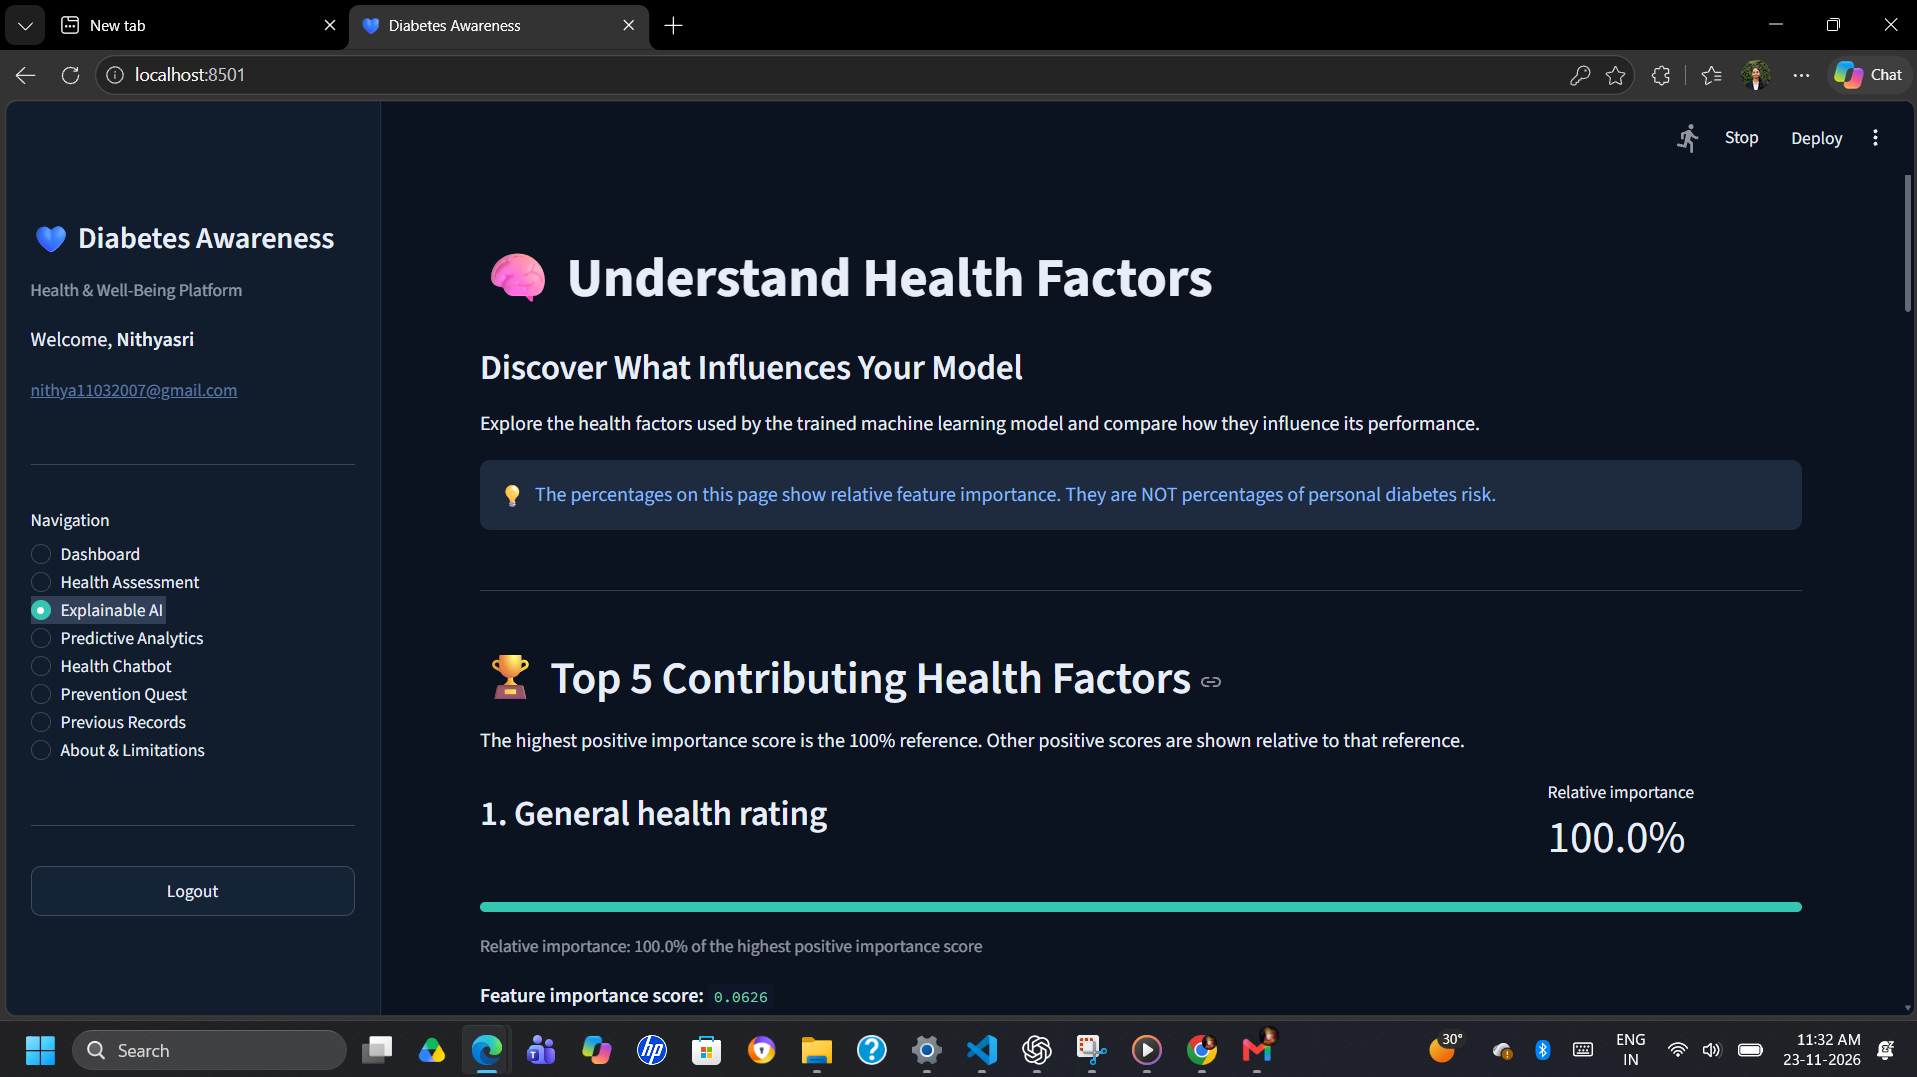 New tab
Diabetes Awareness
localhost:8501
Chat
Stop
Deploy
Diabetes Awareness
Health & Well-Being Platform
Welcome, Nithyasri
nithya11032007@gmail.com
Navigation
Dashboard
Health Assessment
Explainable AI
Predictive Analytics
Health Chatbot
Prevention Quest
Previous Records
About & Limitations
Logout
Understand Health Factors
Discover What Influences Your Model
Explore the health factors used by the trained machine learning model and compare how they influence its performance.
The percentages on this page show relative feature importance. They are NOT percentages of personal diabetes risk.
Top 5 Contributing Health Factors
The highest positive importance score is the 100% reference. Other positive scores are shown relative to that reference.
1. General health rating
Relative importance
100.0%
Relative importance: 100.0% of the highest positive importance score
Feature importance score: 0.0626
Search
hp
30°
ENG
IN
11:32 AM
23-11-2026